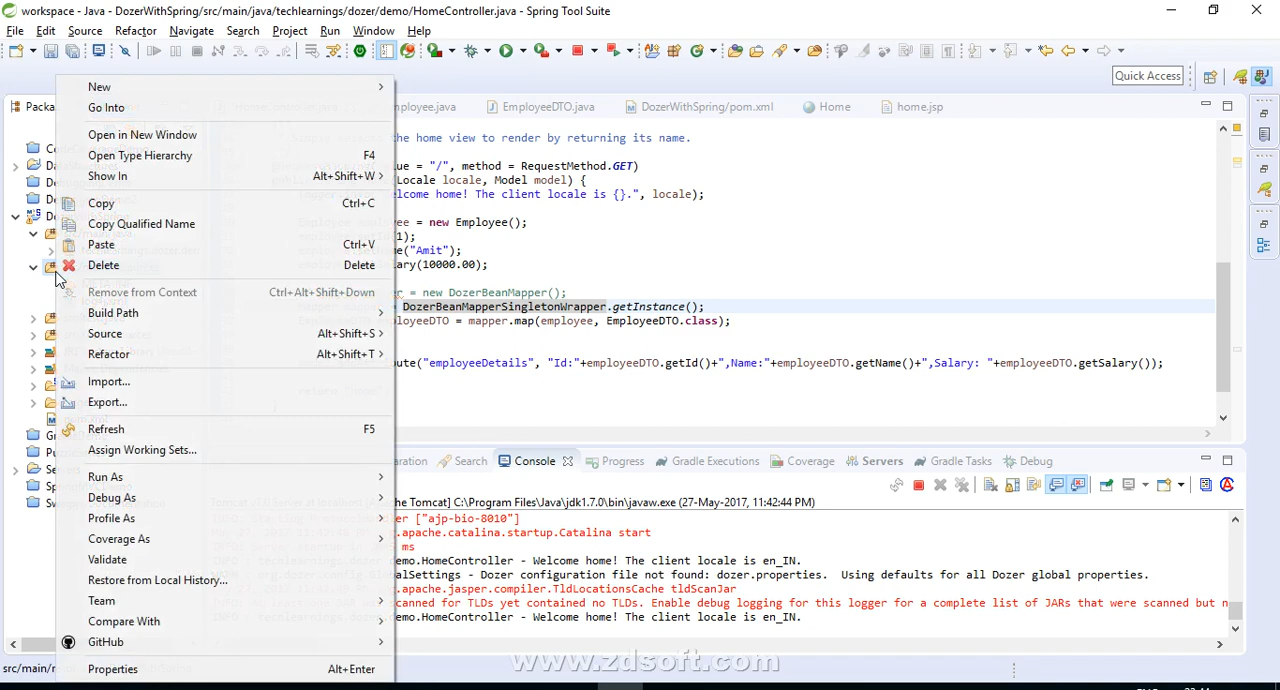 workspace - Java - DozerWithSpring/src/main/java/techlearnings/dozer/demo/HomeController.java - Spring Tool Suite
File Edit Source Refactor Navigate Search Project Run Window Help
Quick Access
Packa
ployee.java EmployeeDTO.java DozerWithSpring/pom.xml Home home.jsp
New
Go Into
Open in New Window
Open Type Hierarchy F4
Show In Alt+Shift+W
Copy Ctrl+C
Copy Qualified Name
Paste Ctrl+V
Delete Delete
Remove from Context Ctrl+Alt+Shift+Down
Build Path
Source Alt+Shift+S
Refactor Alt+Shift+T
Import...
Export...
Refresh F5
Assign Working Sets...
Run As
Debug As
Profile As
Coverage As
Validate
Restore from Local History...
Team
Compare With
GitHub
Properties Alt+Enter
the home view to render by returning its name.
lue = "/", method = RequestMethod.GET)
(Locale locale, Model model) {
lcome home! The client locale is {}.", locale);
= new Employee();
1);
"Amit");
lary(10000.00);
r = new DozerBeanMapper();
DozerBeanMapperSingletonWrapper.getInstance();
loyeeDTO = mapper.map(employee, EmployeeDTO.class);
ute("employeeDetails", "Id:"+employeeDTO.getId()+",Name:"+employeeDTO.getName()+",Salary: "+employeeDTO.getSalary());
aration Search Console Progress Gradle Executions Coverage Servers Gradle Tasks Debug
che Tomcat] C:\Program Files\Java\jdk1.7.0\bin\javaw.exe (27-May-2017, 11:42:44 PM)
["ajp-bio-8010"]
.apache.catalina.startup.Catalina start
ms
demo.HomeController - Welcome home! The client locale is en_IN.
alSettings - Dozer configuration file not found: dozer.properties. Using defaults for all Dozer global properties.
.apache.jasper.compiler.TldLocationsCache tldScanJar
scanned for TLDs yet contained no TLDs. Enable debug logging for this logger for a complete list of JARs that were scanned but n
demo.HomeController - Welcome home! The client locale is en_IN.
src/main/r
www.zdsoft.com